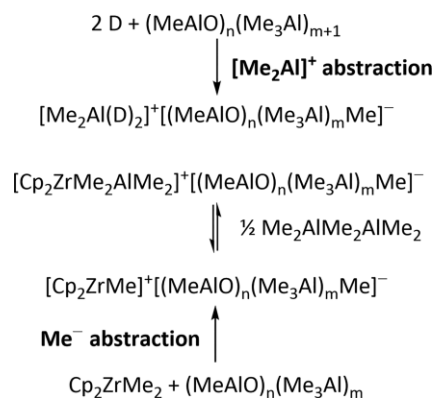 2 D + (MeAlO)ₙ(Me₃Al)ₘ₊₁
[Me₂Al]⁺ abstraction
[Me₂Al(D)₂]⁺[(MeAlO)ₙ(Me₃Al)ₘMe]⁻
[Cp₂ZrMe₂AlMe₂]⁺[(MeAlO)ₙ(Me₃Al)ₘMe]⁻
½ Me₂AlMe₂AlMe₂
[Cp₂ZrMe]⁺[(MeAlO)ₙ(Me₃Al)ₘMe]⁻
Me⁻ abstraction
Cp₂ZrMe₂ + (MeAlO)ₙ(Me₃Al)ₘ